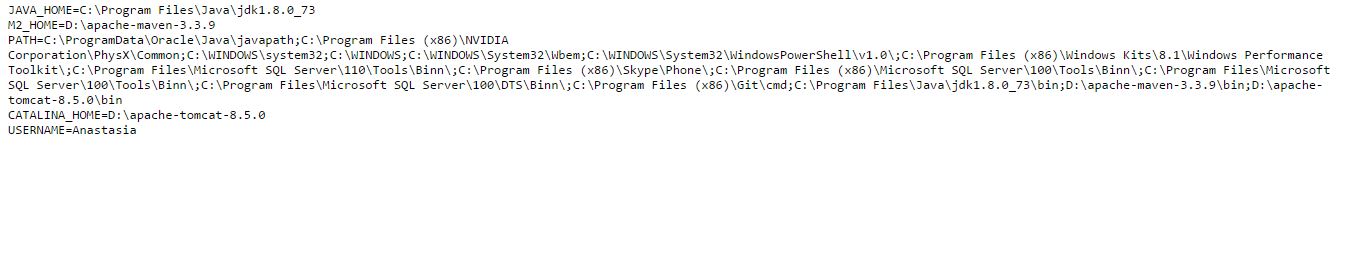 JAVA_HOME=C:\Program Files\Java\jdk1.8.0_73
M2_HOME=D:\apache-maven-3.3.9
PATH=C:\ProgramData\Oracle\Java\javapath;C:\Program Files (x86)\NVIDIA
Corporation\PhysX\Common;C:\WINDOWS\system32;C:\WINDOWS;C:\WINDOWS\System32\Wbem;C:\WINDOWS\System32\WindowsPowerShell\v1.0\;C:\Program Files (x86)\Windows Kits\8.1\Windows Performance
Toolkit\;C:\Program Files\Microsoft SQL Server\110\Tools\Binn\;C:\Program Files (x86)\Skype\Phone\;C:\Program Files (x86)\Microsoft SQL Server\100\Tools\Binn\;C:\Program Files\Microsoft
SQL Server\100\Tools\Binn\;C:\Program Files\Microsoft SQL Server\100\DTS\Binn\;C:\Program Files (x86)\Git\cmd;C:\Program Files\Java\jdk1.8.0_73\bin;D:\apache-maven-3.3.9\bin;D:\apache-
tomcat-8.5.0\bin
CATALINA_HOME=D:\apache-tomcat-8.5.0
USERNAME=Anastasia